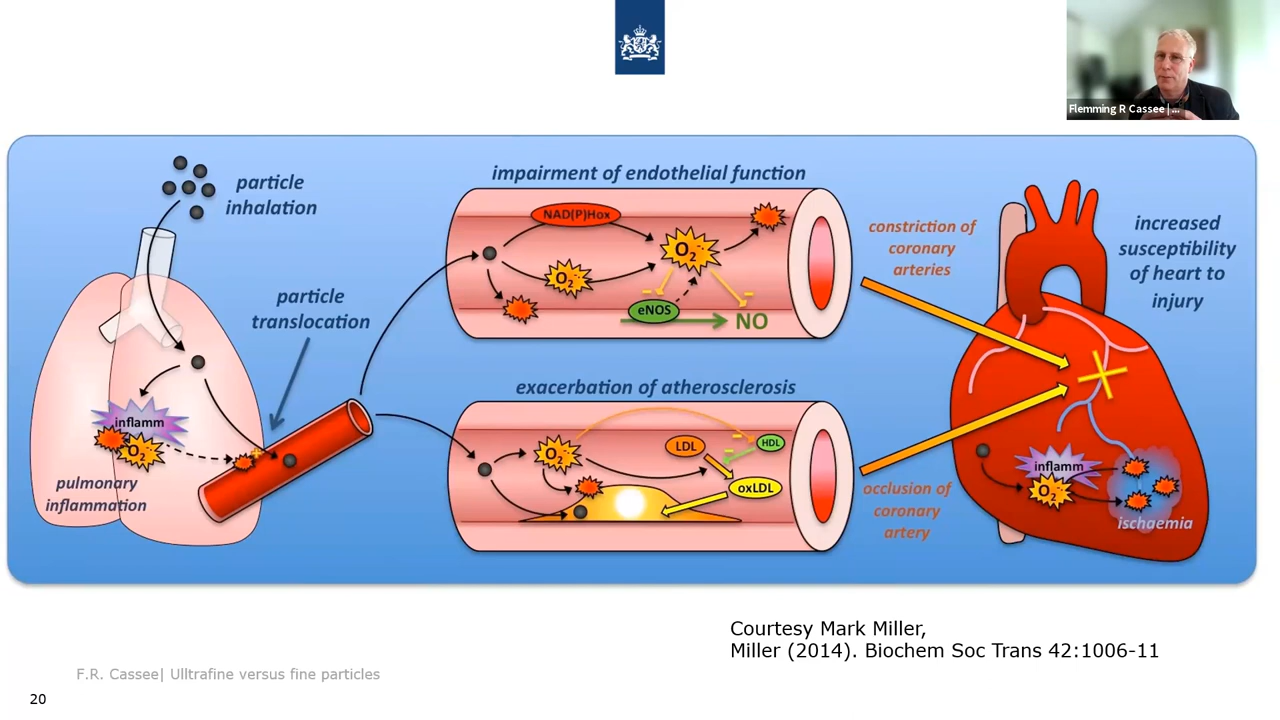 Flemming R Cassee | ...
particle
inhalation
particle
translocation
inflamm
O2·-
pulmonary
inflammation
impairment of endothelial function
NAD(P)Hox
O2·-
O2·-
eNOS
NO
exacerbation of atherosclerosis
O2·-
LDL
HDL
oxLDL
constriction of
coronary
arteries
occlusion of
coronary
artery
increased
susceptibility
of heart to
injury
inflamm
O2·-
ischaemia
Courtesy Mark Miller,
Miller (2014). Biochem Soc Trans 42:1006-11
F.R. Cassee| Ulltrafine versus fine particles
20